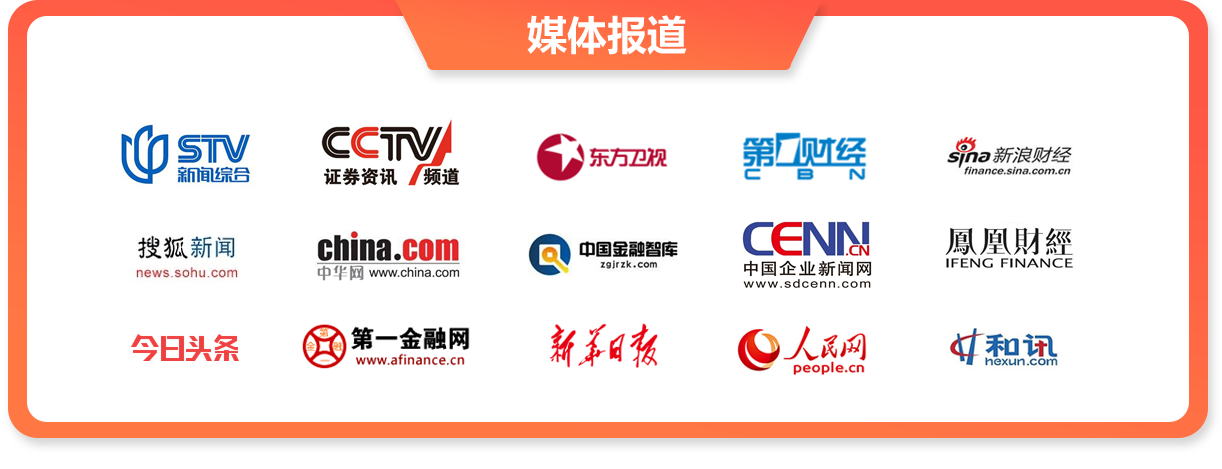 媒体报道
STV
新闻综合
CCTV
证券资讯 频道
东方卫视
第一财经
CBN
sina 新浪财经
finance.sina.com.cn
搜狐新闻
news.sohu.com
china.com
中华网 www.china.com
中国金融智库
zgjrzk.com
CENN.CN
中国企业新闻网
www.sdcenn.com
鳳凰財經
IFENG FINANCE
今日头条
第一金融网
www.afinance.cn
新华日报
人民网
people.cn
和讯
hexun.com